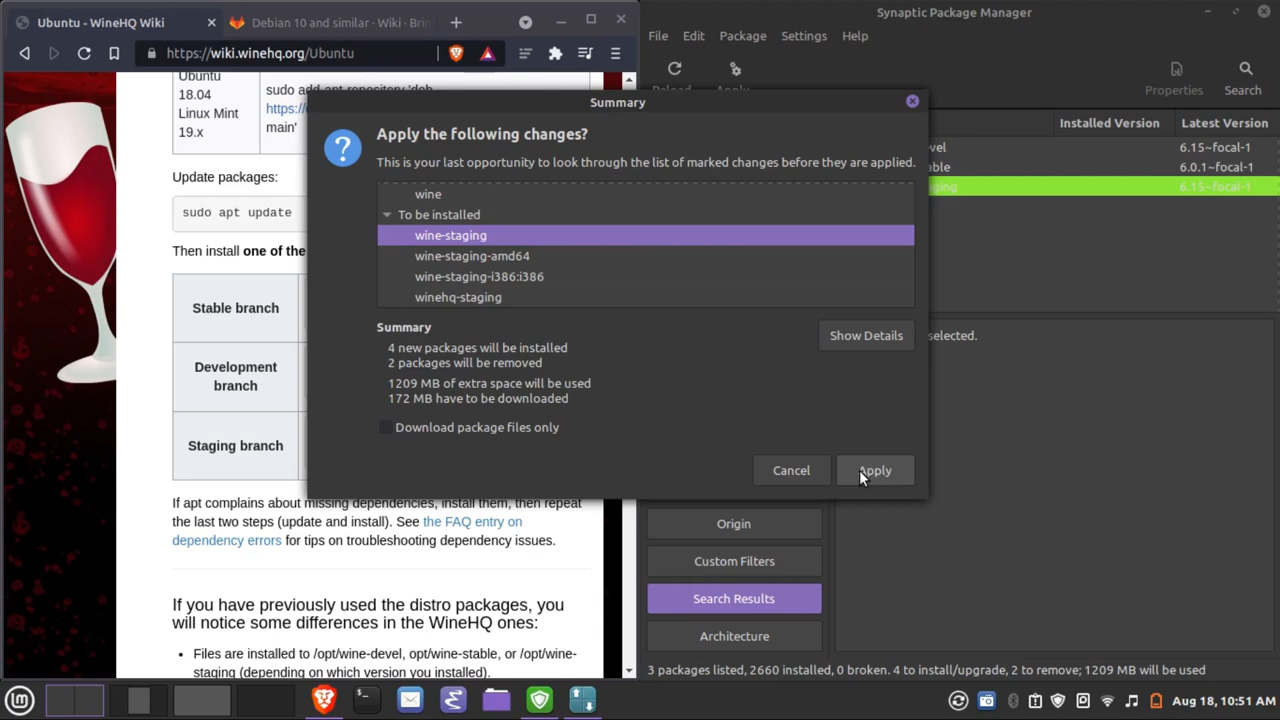 Ubuntu - WineHQ Wiki
Debian 10 and similar · Wiki · Brin
https://wiki.winehq.org/Ubuntu
Ubuntu
18.04
Linux Mint
19.x
sudo add-apt-repository 'deb
https://
main'
Update packages:
sudo apt update
Then install one of the
Stable branch
Development
branch
Staging branch
If apt complains about missing dependencies, install them, then repeat
the last two steps (update and install). See the FAQ entry on
dependency errors for tips on troubleshooting dependency issues.
If you have previously used the distro packages, you
will notice some differences in the WineHQ ones:
• Files are installed to /opt/wine-devel, opt/wine-stable, or /opt/wine-
staging (depending on which version you installed).
Synaptic Package Manager
File Edit Package Settings Help
Reload Apply Properties Search
Installed Version Latest Version
evel 6.15~focal-1
able 6.0.1~focal-1
aging 6.15~focal-1
selected.
Summary
Apply the following changes?
This is your last opportunity to look through the list of marked changes before they are applied.
wine
To be installed
wine-staging
wine-staging-amd64
wine-staging-i386:i386
winehq-staging
Summary
4 new packages will be installed
2 packages will be removed
1209 MB of extra space will be used
172 MB have to be downloaded
Show Details
Download package files only
Cancel
Apply
Origin
Custom Filters
Search Results
Architecture
3 packages listed, 2660 installed, 0 broken. 4 to install/upgrade, 2 to remove; 1209 MB will be used
Aug 18, 10:51 AM